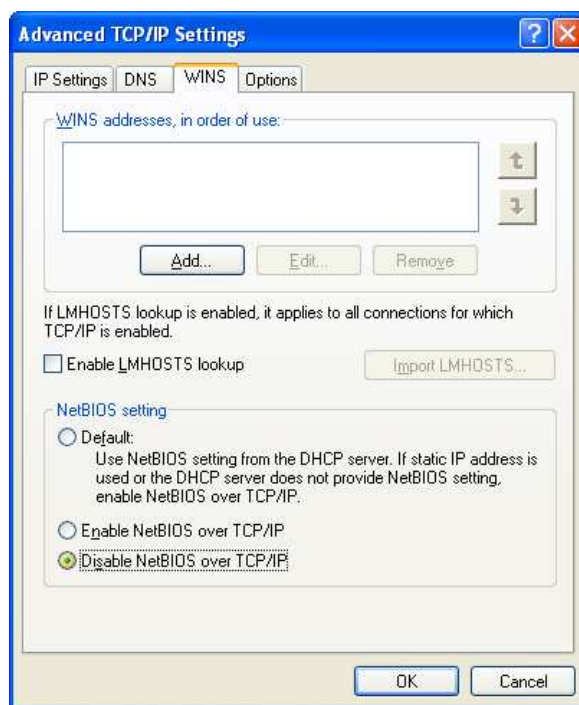 Advanced TCP/IP Settings
IP Settings DNS WINS Options
WINS addresses, in order of use:
Add... Edit... Remove
If LMHOSTS lookup is enabled, it applies to all connections for which
TCP/IP is enabled.
Enable LMHOSTS lookup Import LMHOSTS...
NetBIOS setting
Default:
Use NetBIOS setting from the DHCP server. If static IP address is
used or the DHCP server does not provide NetBIOS setting,
enable NetBIOS over TCP/IP.
Enable NetBIOS over TCP/IP
Disable NetBIOS over TCP/IP
OK Cancel